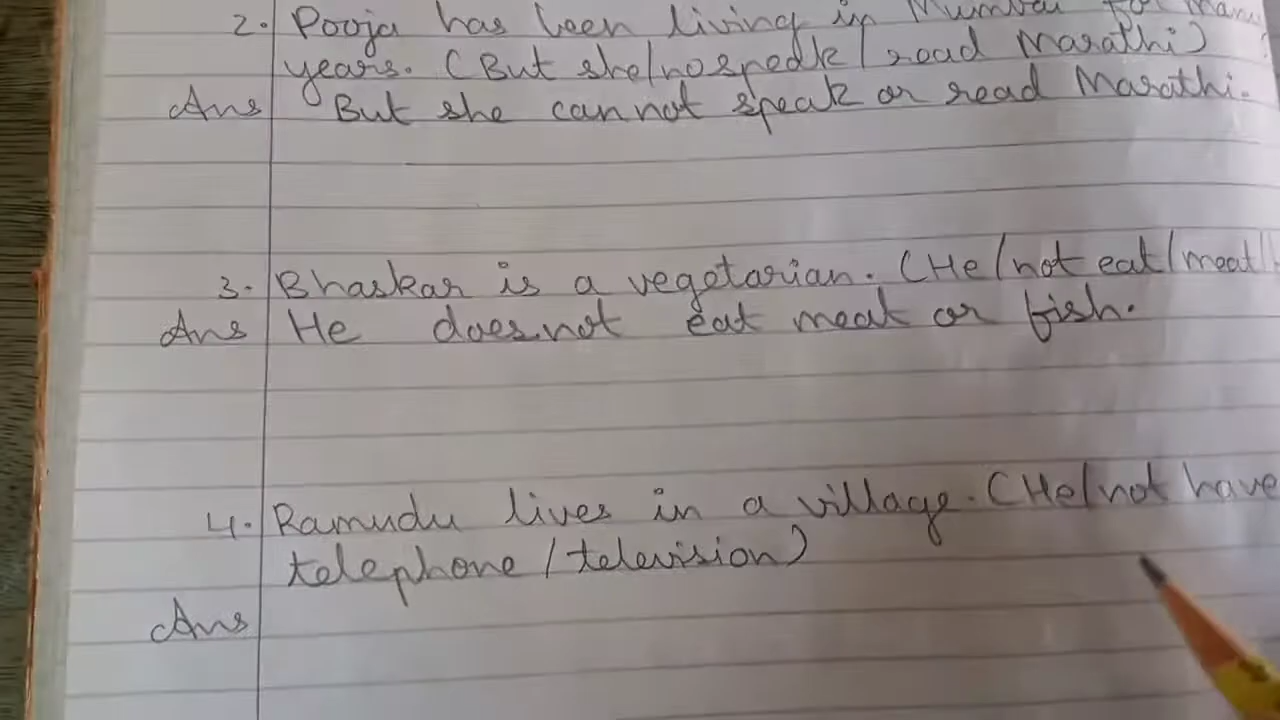 2. Pooja has been living in Mumbai for many
years. (But she/no speak/read Marathi)
Ans But she cannot speak or read Marathi.
3. Bhaskar is a vegetarian. (He/not eat/meat/
Ans He does not eat meat or fish.
4. Ramudu lives in a village. (He/not have
telephone/television)
Ans